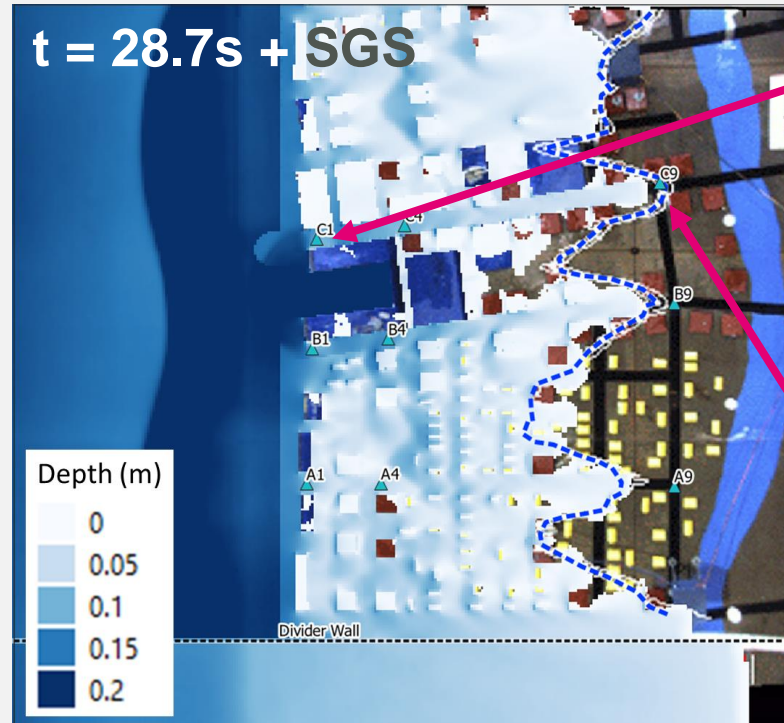 t = 28.7s + SGS
C9
C1
C4
B9
B1
B4
A1
A4
A9
Depth (m)
0
0.05
0.1
0.15
0.2
Divider Wall